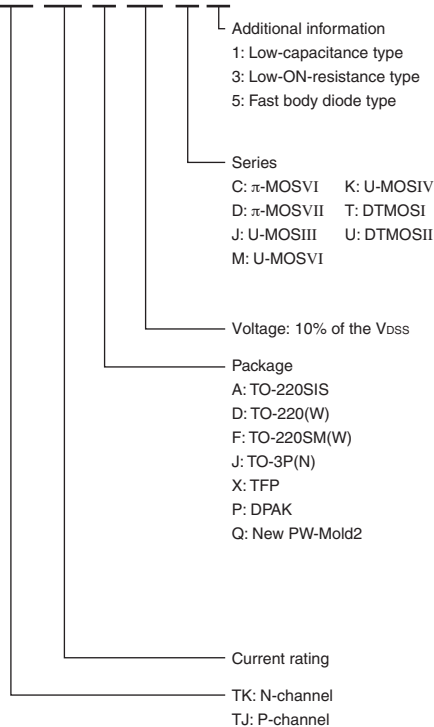 Additional information
1: Low-capacitance type
3: Low-ON-resistance type
5: Fast body diode type
Series
C: π-MOSVI K: U-MOSIV
D: π-MOSVII T: DTMOSI
J: U-MOSIII U: DTMOSII
M: U-MOSVI
Voltage: 10% of the VDSS
Package
A: TO-220SIS
D: TO-220(W)
F: TO-220SM(W)
J: TO-3P(N)
X: TFP
P: DPAK
Q: New PW-Mold2
Current rating
TK: N-channel
TJ: P-channel